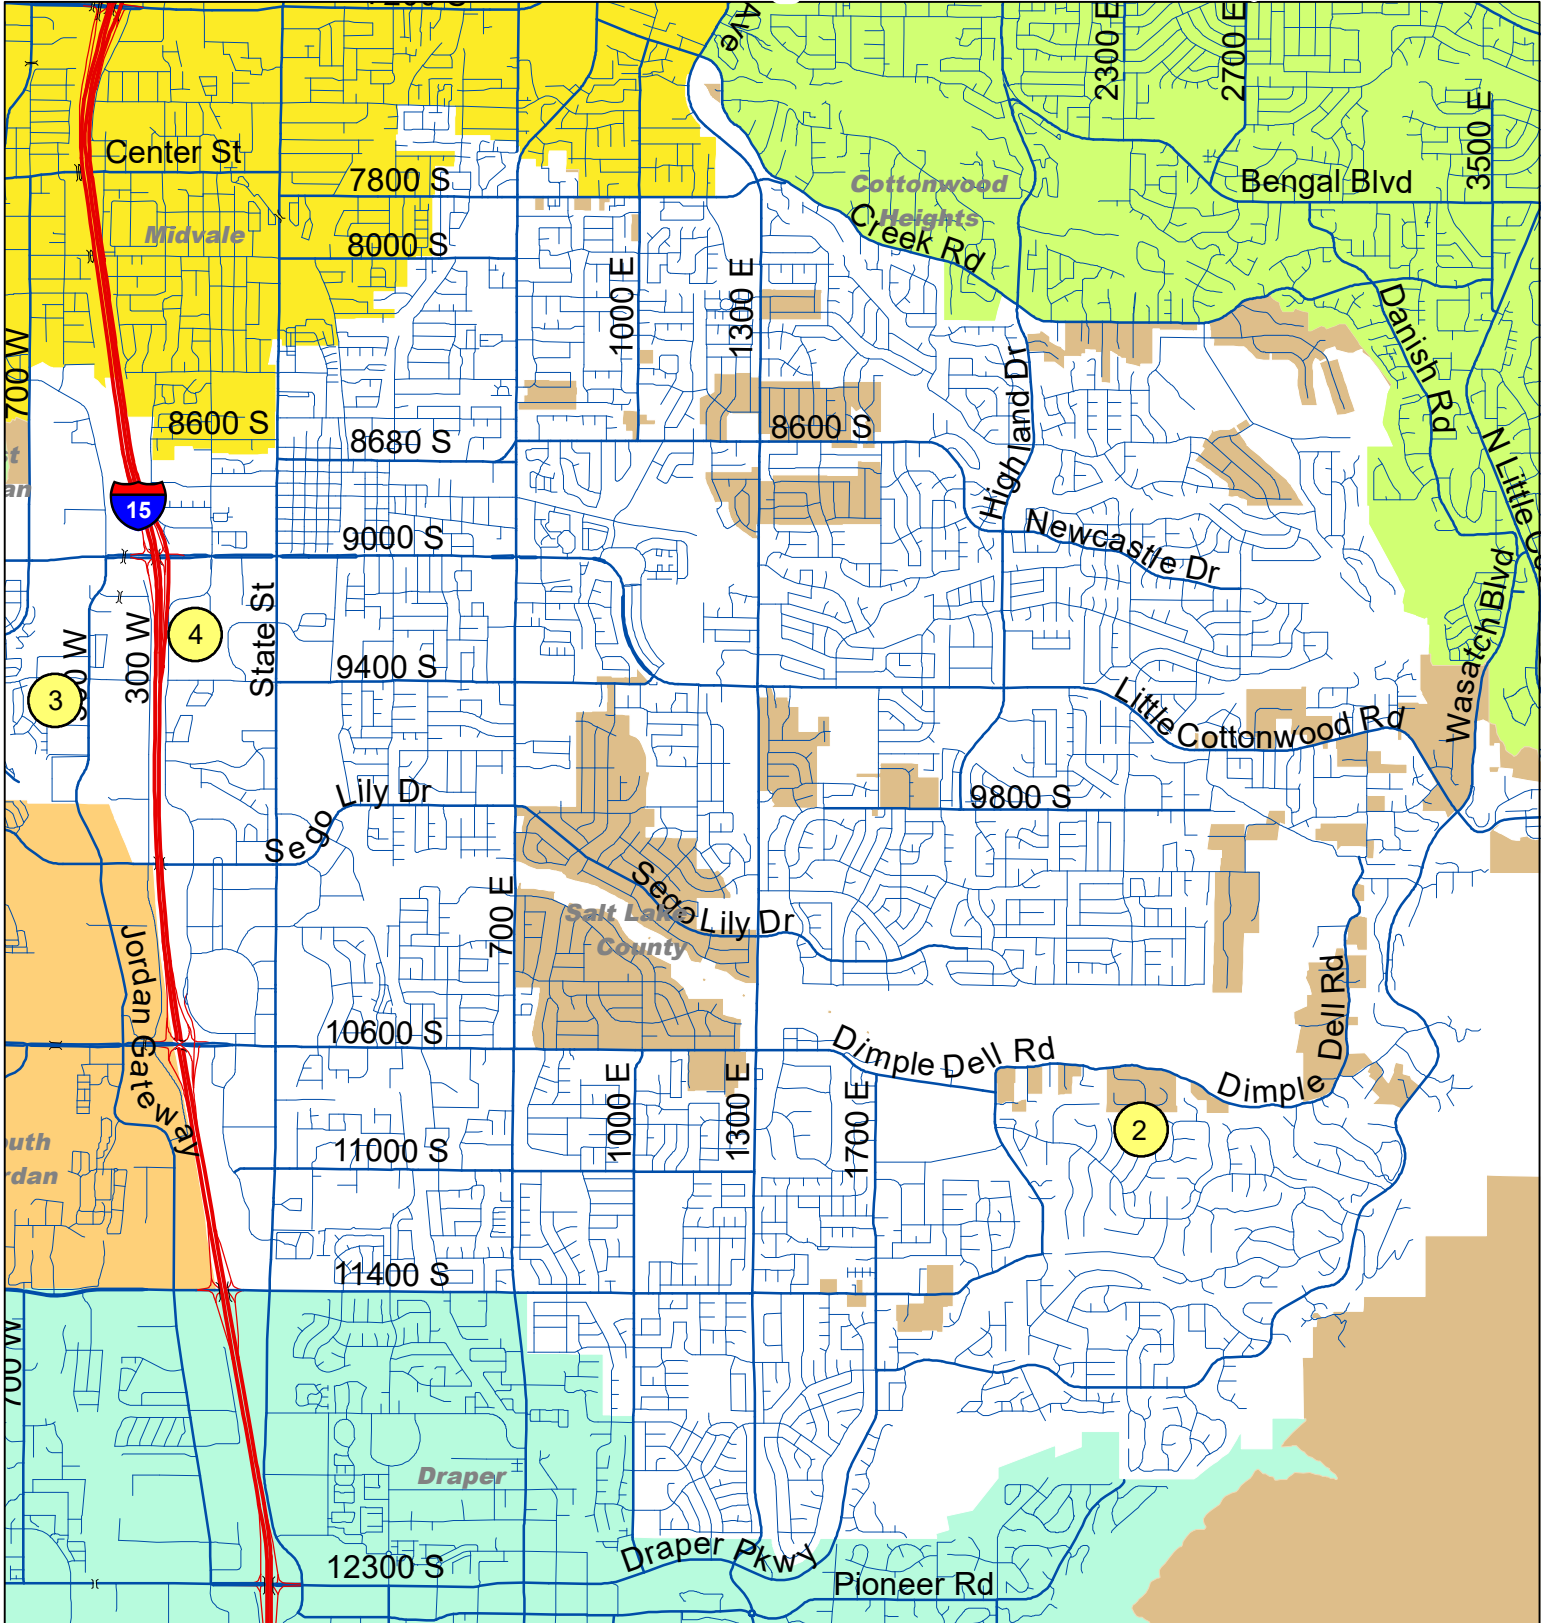 Ave
2300 E
2700 E
3500 E
Center St
7800 S
Cottonwood
Heights
Bengal Blvd
Midvale
8000 S
Creek Rd
1000 E
1300 E
Danish Rd
700 W
Highland Dr
8600 S
8680 S
8600 S
N Little
15
9000 S
Newcastle Dr
Wasatch Blvd
State St
300 W
4
3
9400 S
Little Cottonwood Rd
Sego Lily Dr
9800 S
700 E
Salt Lake
County
Sego Lily Dr
Jordan Gateway
10600 S
Dimple Dell Rd
Dimple Dell Rd
1000 E
1300 E
1700 E
2
11000 S
11400 S
700 W
Draper
12300 S
Draper Pkwy
Pioneer Rd